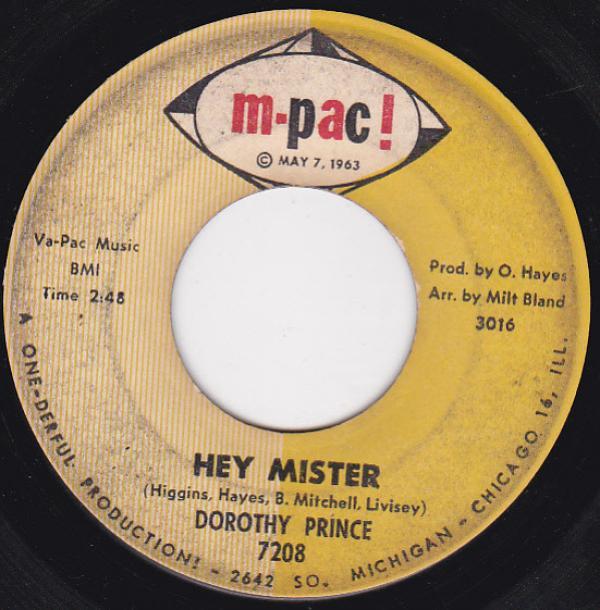 m-pac!
© MAY 7, 1963
Va-Pac Music
BMI
Time 2:48
Prod. by O. Hayes
Arr. by Milt Bland
3016
HEY MISTER
(Higgins, Hayes, B. Mitchell, Livisey)
DOROTHY PRINCE
7208
A ONE-DERFUL PRODUCTION! - 2642 SO. MICHIGAN - CHICAGO 16, ILL.